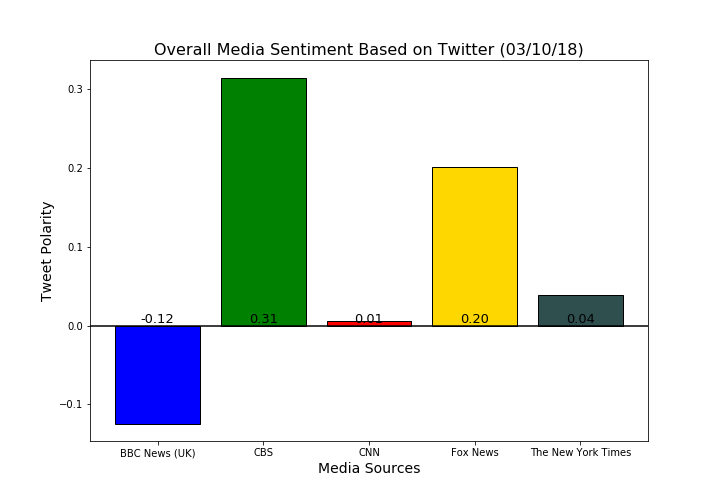 Overall Media Sentiment Based on Twitter (03/10/18)
0.3
0.2
0.1
0.0
−0.1
Tweet Polarity
-0.12
0.31
0.01
0.20
0.04
BBC News (UK)
CBS
CNN
Fox News
The New York Times
Media Sources